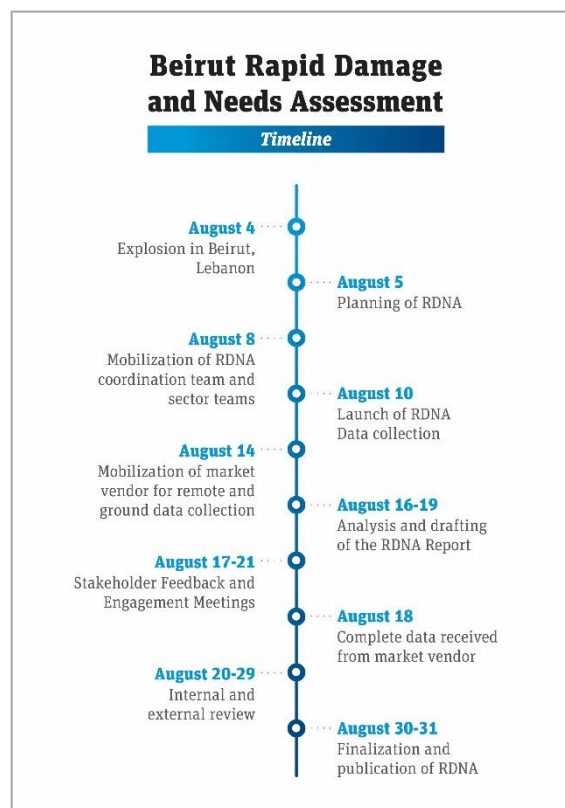 Beirut Rapid Damage
and Needs Assessment
Timeline
August 4
Explosion in Beirut,
Lebanon
August 5
Planning of RDNA
August 8
Mobilization of RDNA
coordination team and
sector teams
August 10
Launch of RDNA
Data collection
August 14
Mobilization of market
vendor for remote and
ground data collection
August 16-19
Analysis and drafting
of the RDNA Report
August 17-21
Stakeholder Feedback and
Engagement Meetings
August 18
Complete data received
from market vendor
August 20-29
Internal and
external review
August 30-31
Finalization and
publication of RDNA